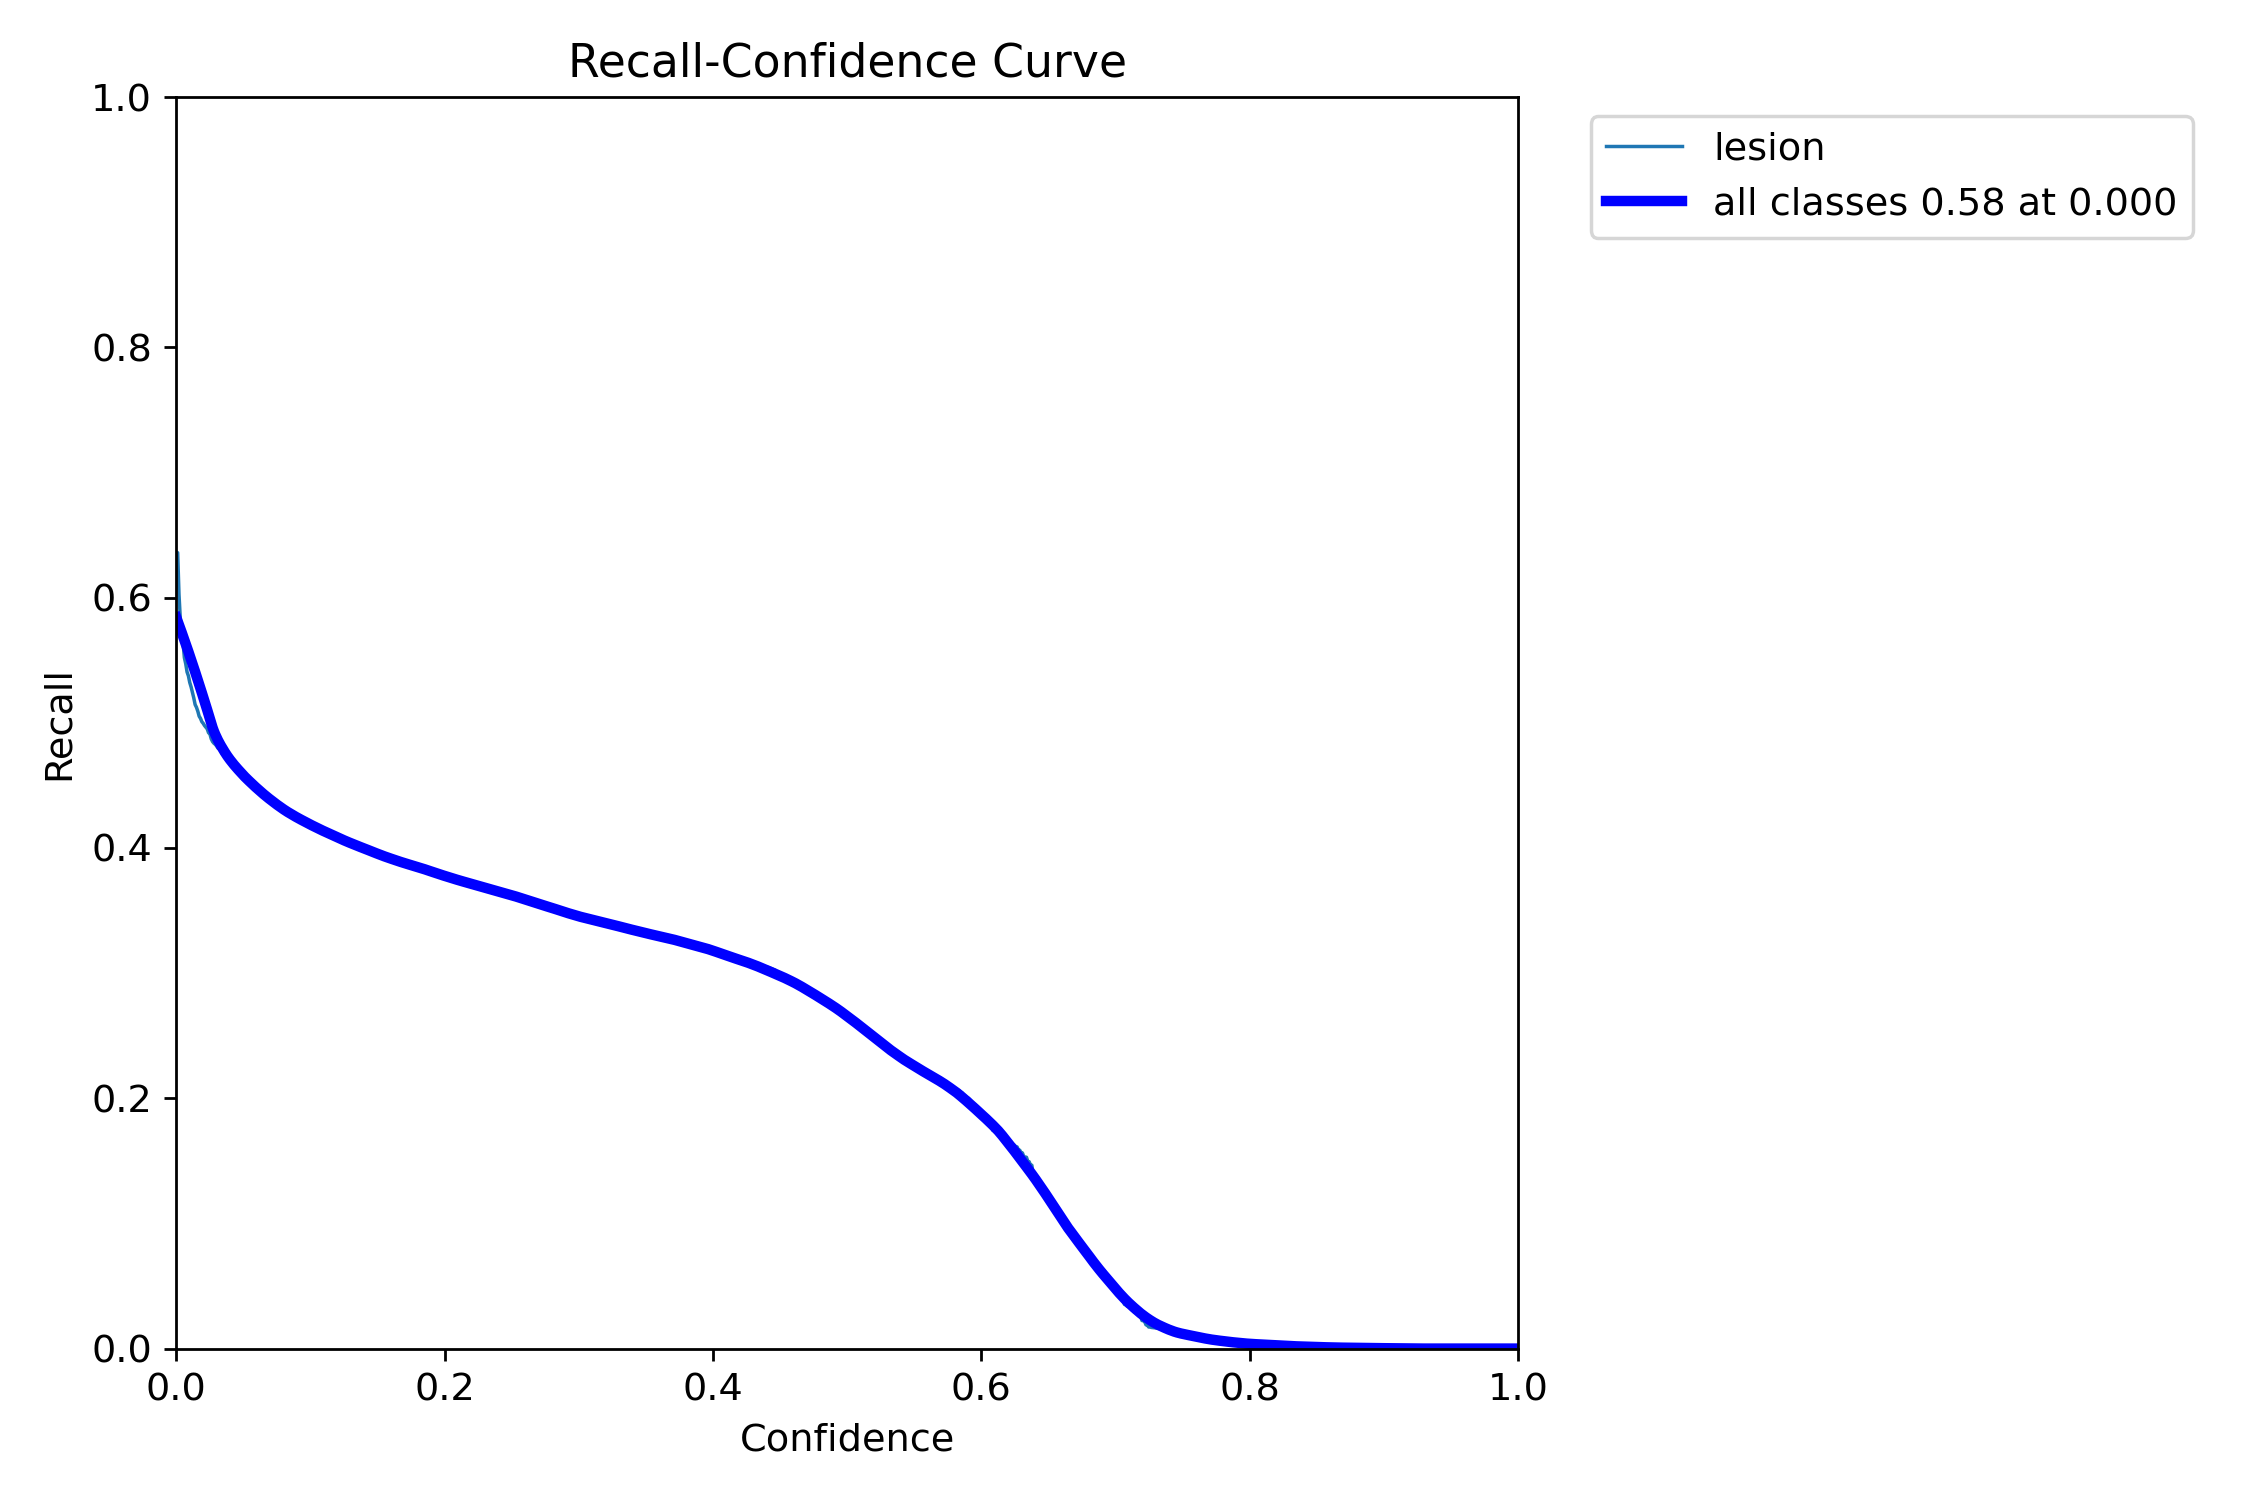 Recall-Confidence Curve
lesion
all classes 0.58 at 0.000
1.0
0.8
0.6
0.4
0.2
0.0
Recall
0.0 0.2 0.4 0.6 0.8 1.0
Confidence